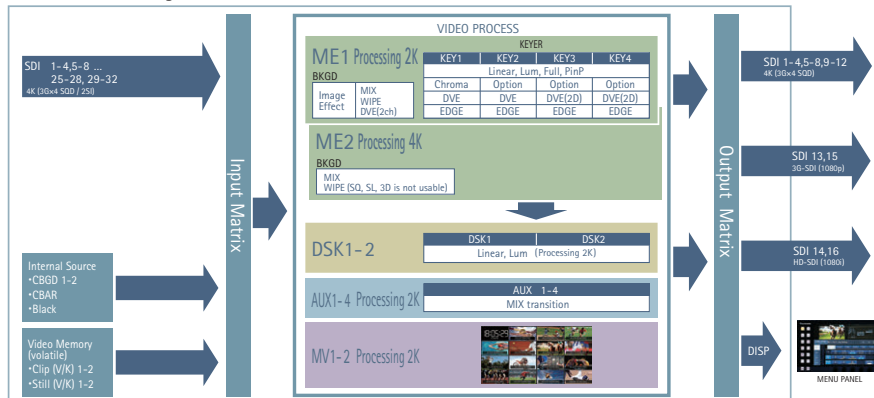 VIDEO PROCESS
SDI 1-4,5-8 ...
25-28, 29-32
4K (3G×4 SQD / 2SI)
Input Matrix
ME1 Processing 2K
BKGD
Image Effect
MIX
WIPE
DVE(2ch)
KEYER
KEY1 KEY2 KEY3 KEY4
Linear, Lum, Full, PinP
Chroma Option Option Option
DVE DVE DVE(2D) DVE(2D)
EDGE EDGE EDGE EDGE
ME2 Processing 4K
BKGD
MIX
WIPE (SQ, SL, 3D is not usable)
DSK1-2
DSK1 DSK2
Linear, Lum (Processing 2K)
AUX1-4 Processing 2K
AUX 1-4
MIX transition
MV1-2 Processing 2K
18:05:29
Internal Source
•CBGD 1-2
•CBAR
•Black
Video Memory
(volatile)
•Clip (V/K) 1-2
•Still (V/K) 1-2
Output Matrix
SDI 1-4,5-8,9-12
4K (3G×4 SQD)
SDI 13,15
3G-SDI (1080p)
SDI 14,16
HD-SDI (1080i)
DISP
MENU PANEL